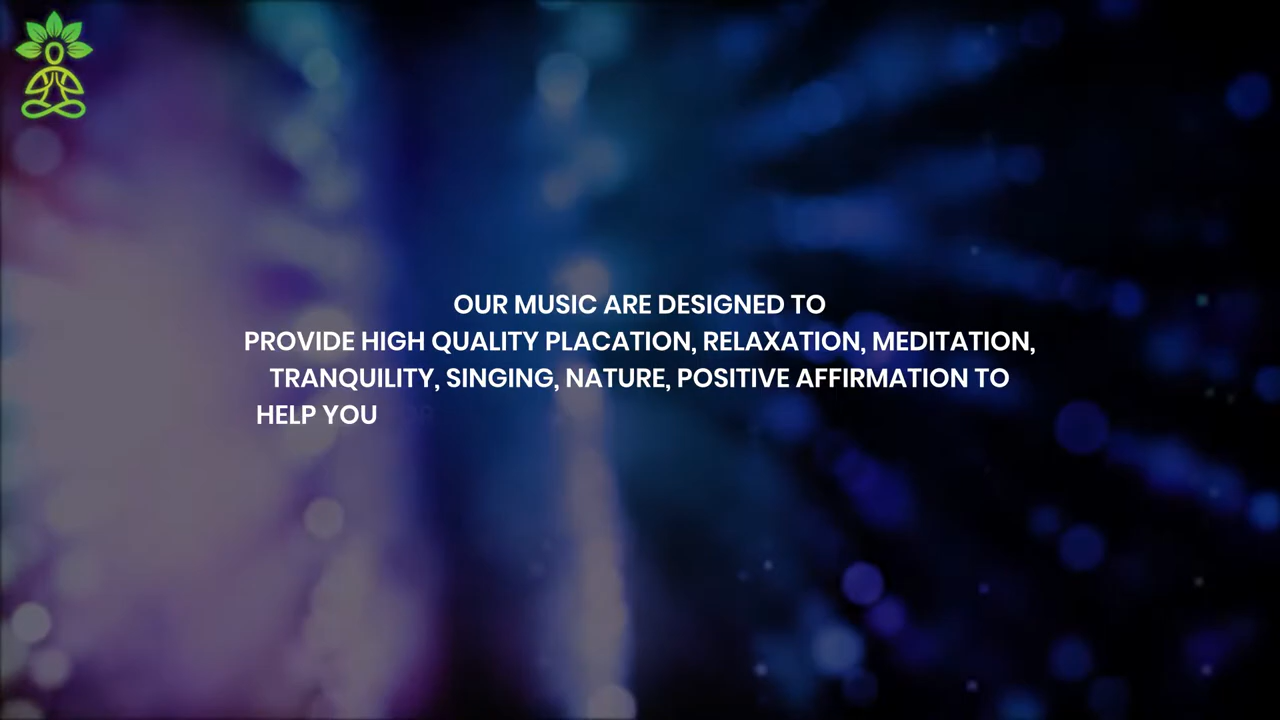 OUR MUSIC ARE DESIGNED TO
PROVIDE HIGH QUALITY PLACATION, RELAXATION, MEDITATION,
TRANQUILITY, SINGING, NATURE, POSITIVE AFFIRMATION TO
HELP YOU